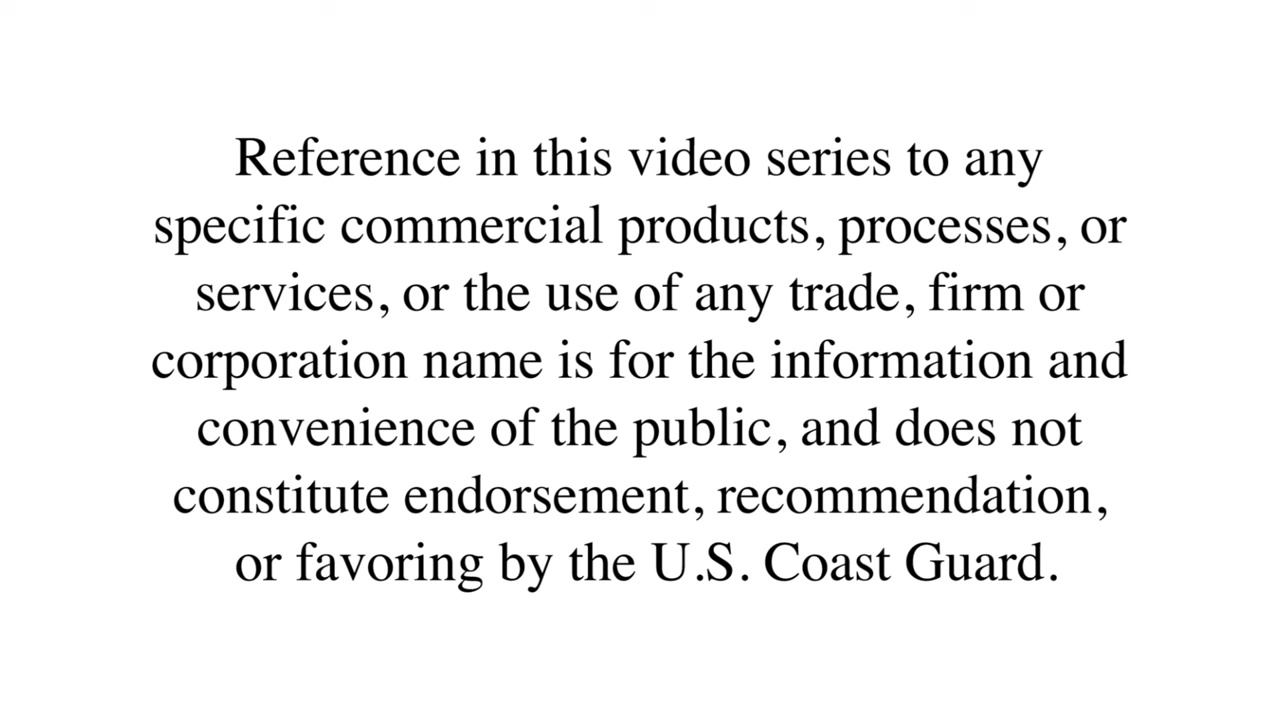 Reference in this video series to any
specific commercial products, processes, or
services, or the use of any trade, firm or
corporation name is for the information and
convenience of the public, and does not
constitute endorsement, recommendation,
or favoring by the U.S. Coast Guard.